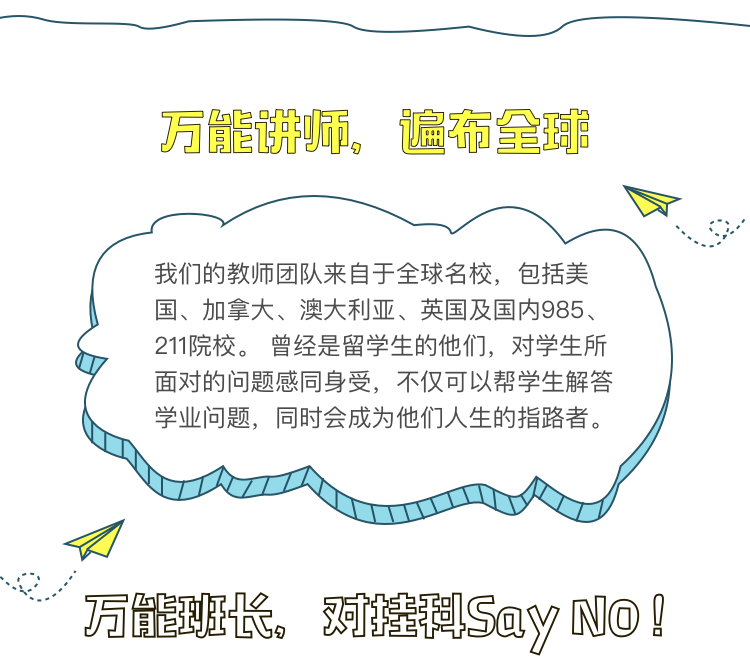 万能讲师，遍布全球
我们的教师团队来自于全球名校，包括美
国、加拿大、澳大利亚、英国及国内985、
211院校。 曾经是留学生的他们，对学生所
面对的问题感同身受，不仅可以帮学生解答
学业问题，同时会成为他们人生的指路者。
万能班长，对挂科Say NO！